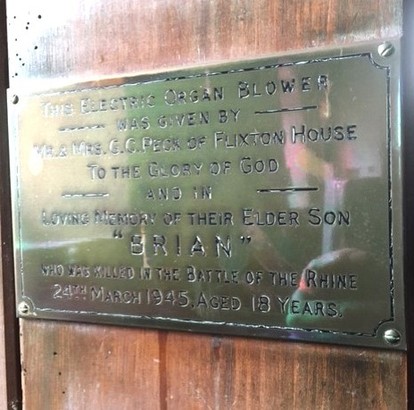 THIS ELECTRIC ORGAN BLOWER
WAS GIVEN BY
MR. & MRS. G.C. PECK OF FLIXTON HOUSE
TO THE GLORY OF GOD
AND IN
LOVING MEMORY OF THEIR ELDER SON
"BRIAN"
WHO WAS KILLED IN THE BATTLE OF THE RHINE
24TH MARCH 1945. AGED 18 YEARS.